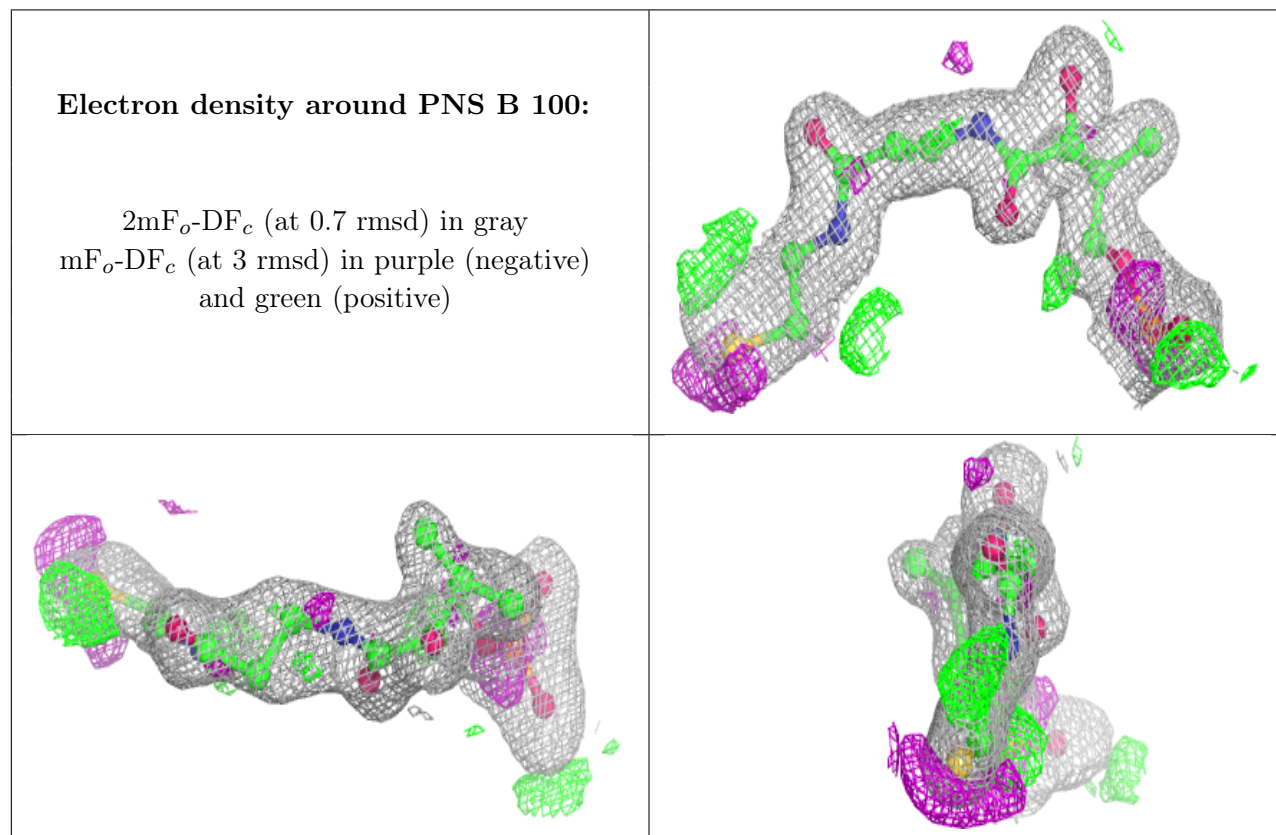 Electron density around PNS B 100:
2mFₒ-DF𝒸 (at 0.7 rmsd) in gray
mFₒ-DF𝒸 (at 3 rmsd) in purple (negative)
and green (positive)